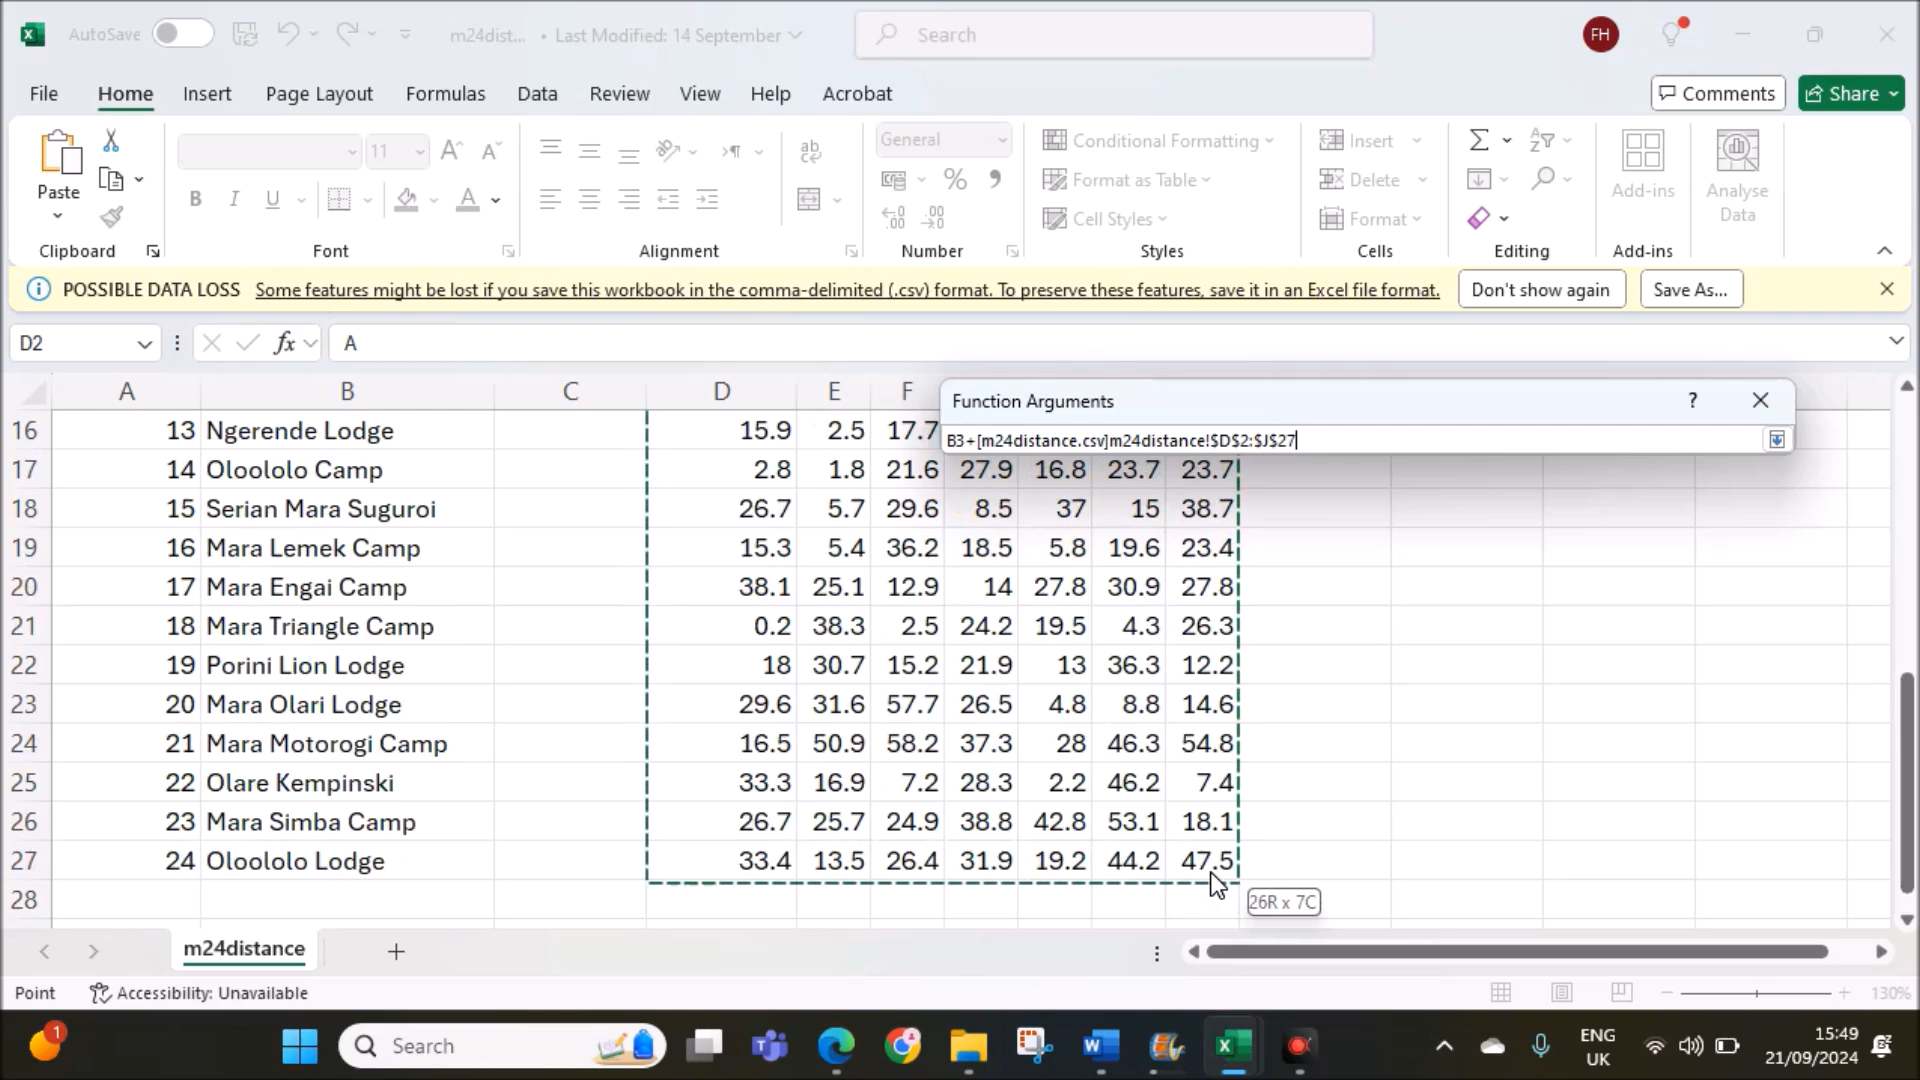 AutoSave m24dist... • Last Modified: 14 September Search FH
File Home Insert Page Layout Formulas Data Review View Help Acrobat Comments Share
Paste 11 General Conditional Formatting Insert
B I U Format as Table Delete Add-ins Analyse Data
Cell Styles Format
Clipboard Font Alignment Number Styles Cells Editing Add-ins
POSSIBLE DATA LOSS Some features might be lost if you save this workbook in the comma-delimited (.csv) format. To preserve these features, save it in an Excel file format. Don't show again Save As...
D2 fx A
A B C D E F
Function Arguments ?
B3+[m24distance.csv]m24distance!$D$2:$J$27
16 13 Ngerende Lodge 15.9 2.5 17.7
17 14 Oloololo Camp 2.8 1.8 21.6 27.9 16.8 23.7 23.7
18 15 Serian Mara Suguroi 26.7 5.7 29.6 8.5 37 15 38.7
19 16 Mara Lemek Camp 15.3 5.4 36.2 18.5 5.8 19.6 23.4
20 17 Mara Engai Camp 38.1 25.1 12.9 14 27.8 30.9 27.8
21 18 Mara Triangle Camp 0.2 38.3 2.5 24.2 19.5 4.3 26.3
22 19 Porini Lion Lodge 18 30.7 15.2 21.9 13 36.3 12.2
23 20 Mara Olari Lodge 29.6 31.6 57.7 26.5 4.8 8.8 14.6
24 21 Mara Motorogi Camp 16.5 50.9 58.2 37.3 28 46.3 54.8
25 22 Olare Kempinski 33.3 16.9 7.2 28.3 2.2 46.2 7.4
26 23 Mara Simba Camp 26.7 25.7 24.9 38.8 42.8 53.1 18.1
27 24 Oloololo Lodge 33.4 13.5 26.4 31.9 19.2 44.2 47.5
28 26R x 7C
m24distance
Point Accessibility: Unavailable 130%
1 Search ENG UK 15:49 21/09/2024